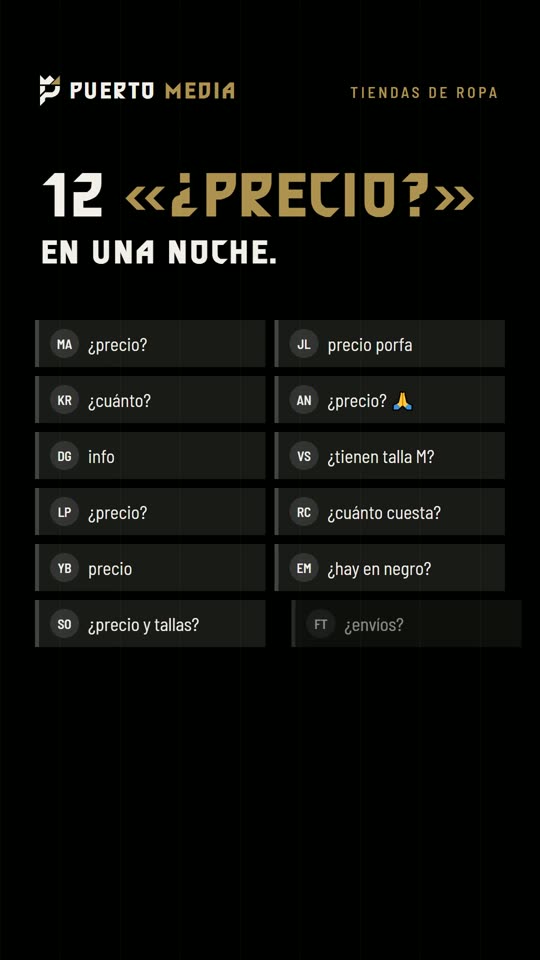 PUERTO MEDIA
TIENDAS DE ROPA
12 «¿PRECIO?»
EN UNA NOCHE.
MA ¿precio?
JL precio porfa
KR ¿cuánto?
AN ¿precio? 🙏
DG info
VS ¿tienen talla M?
LP ¿precio?
RC ¿cuánto cuesta?
YB precio
EM ¿hay en negro?
SO ¿precio y tallas?
FT ¿envíos?